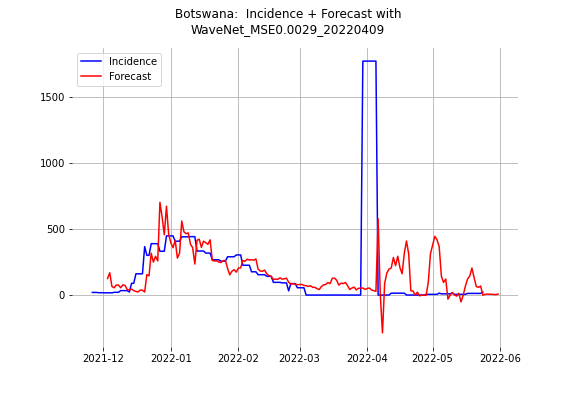 Botswana:  Incidence + Forecast with
WaveNet_MSE0.0029_20220409
Incidence
Forecast
1500
1000
500
0
2021-12 2022-01 2022-02 2022-03 2022-04 2022-05 2022-06